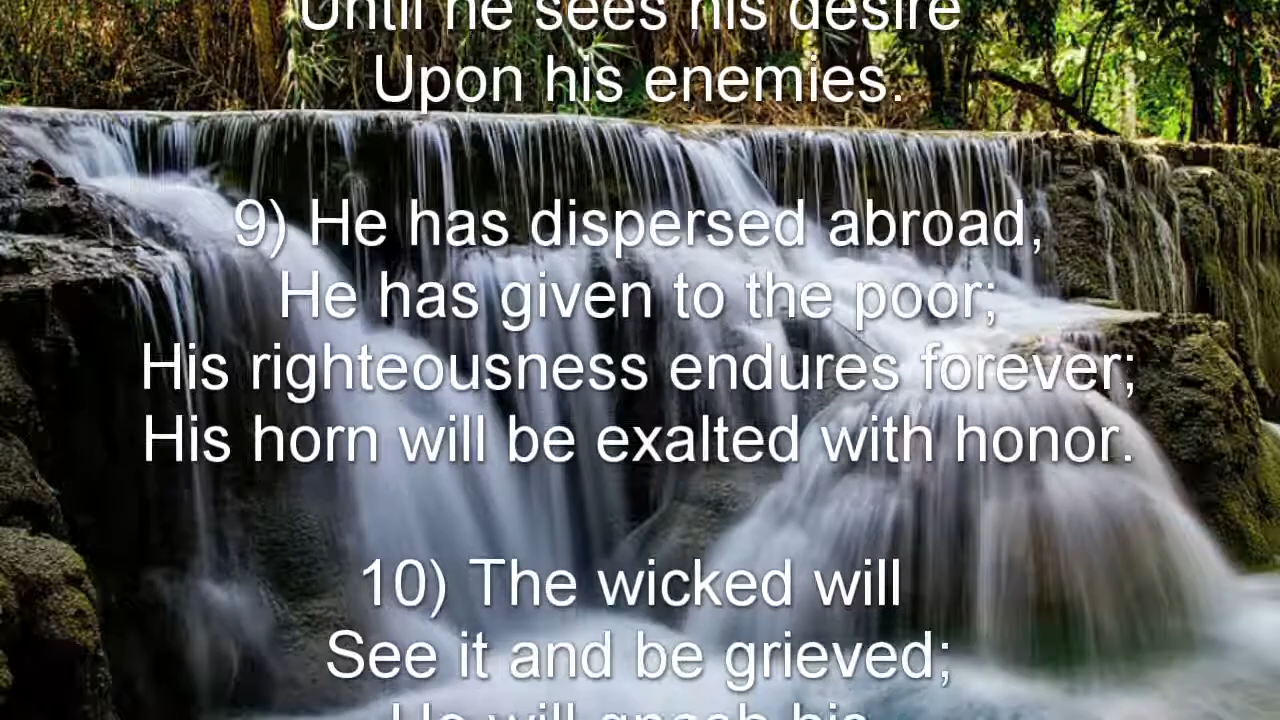 Until he sees his desire
Upon his enemies.
9) He has dispersed abroad,
He has given to the poor;
His righteousness endures forever;
His horn will be exalted with honor.
10) The wicked will
See it and be grieved;
He will gnash his